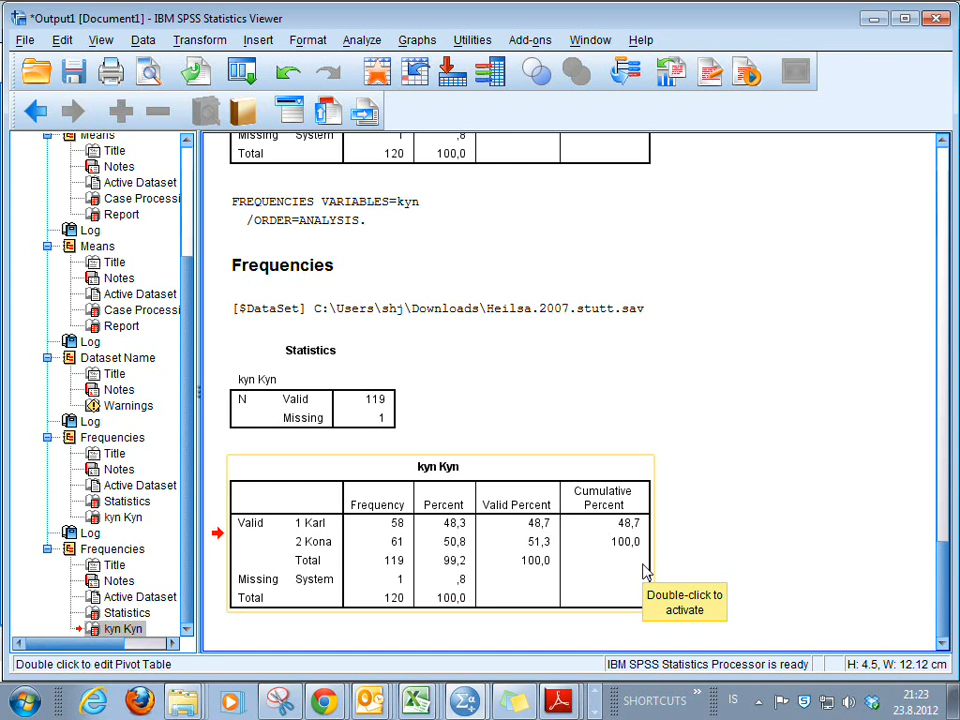 *Output1 [Document1] - IBM SPSS Statistics Viewer
File Edit View Data Transform Insert Format Analyze Graphs Utilities Add-ons Window Help
Means
Title
Notes
Active Dataset
Case Processi
Report
Log
Means
Title
Notes
Active Dataset
Case Processi
Report
Log
Dataset Name
Title
Notes
Warnings
Log
Frequencies
Title
Notes
Active Dataset
Statistics
kyn Kyn
Log
Frequencies
Title
Notes
Active Dataset
Statistics
kyn Kyn
Missing System 1 ,8
Total 120 100,0
FREQUENCIES VARIABLES=kyn
/ORDER=ANALYSIS.
Frequencies
[$DataSet] C:\Users\shj\Downloads\Heilsa.2007.stutt.sav
Statistics
kyn Kyn
N Valid 119
Missing 1
kyn Kyn
Frequency Percent Valid Percent Cumulative Percent
Valid 1 Karl 58 48,3 48,7 48,7
2 Kona 61 50,8 51,3 100,0
Total 119 99,2 100,0
Missing System 1 ,8
Total 120 100,0
Double-click to
activate
Double click to edit Pivot Table
IBM SPSS Statistics Processor is ready
H: 4.5, W: 12.12 cm
SHORTCUTS
IS
21:23
23.8.2012